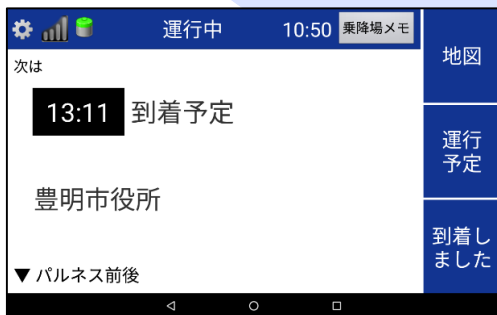 運行中 10:50 乗降場メモ
次は
13:11 到着予定
豊明市役所
▼ パルネス前後
地図
運行
予定
到着し
ました